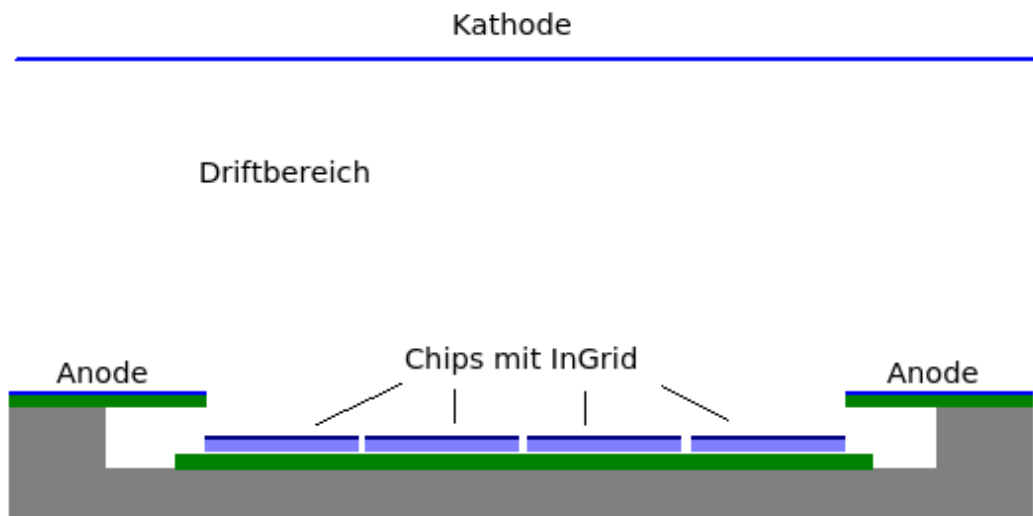 Kathode
Driftbereich
Chips mit InGrid
Anode
Anode